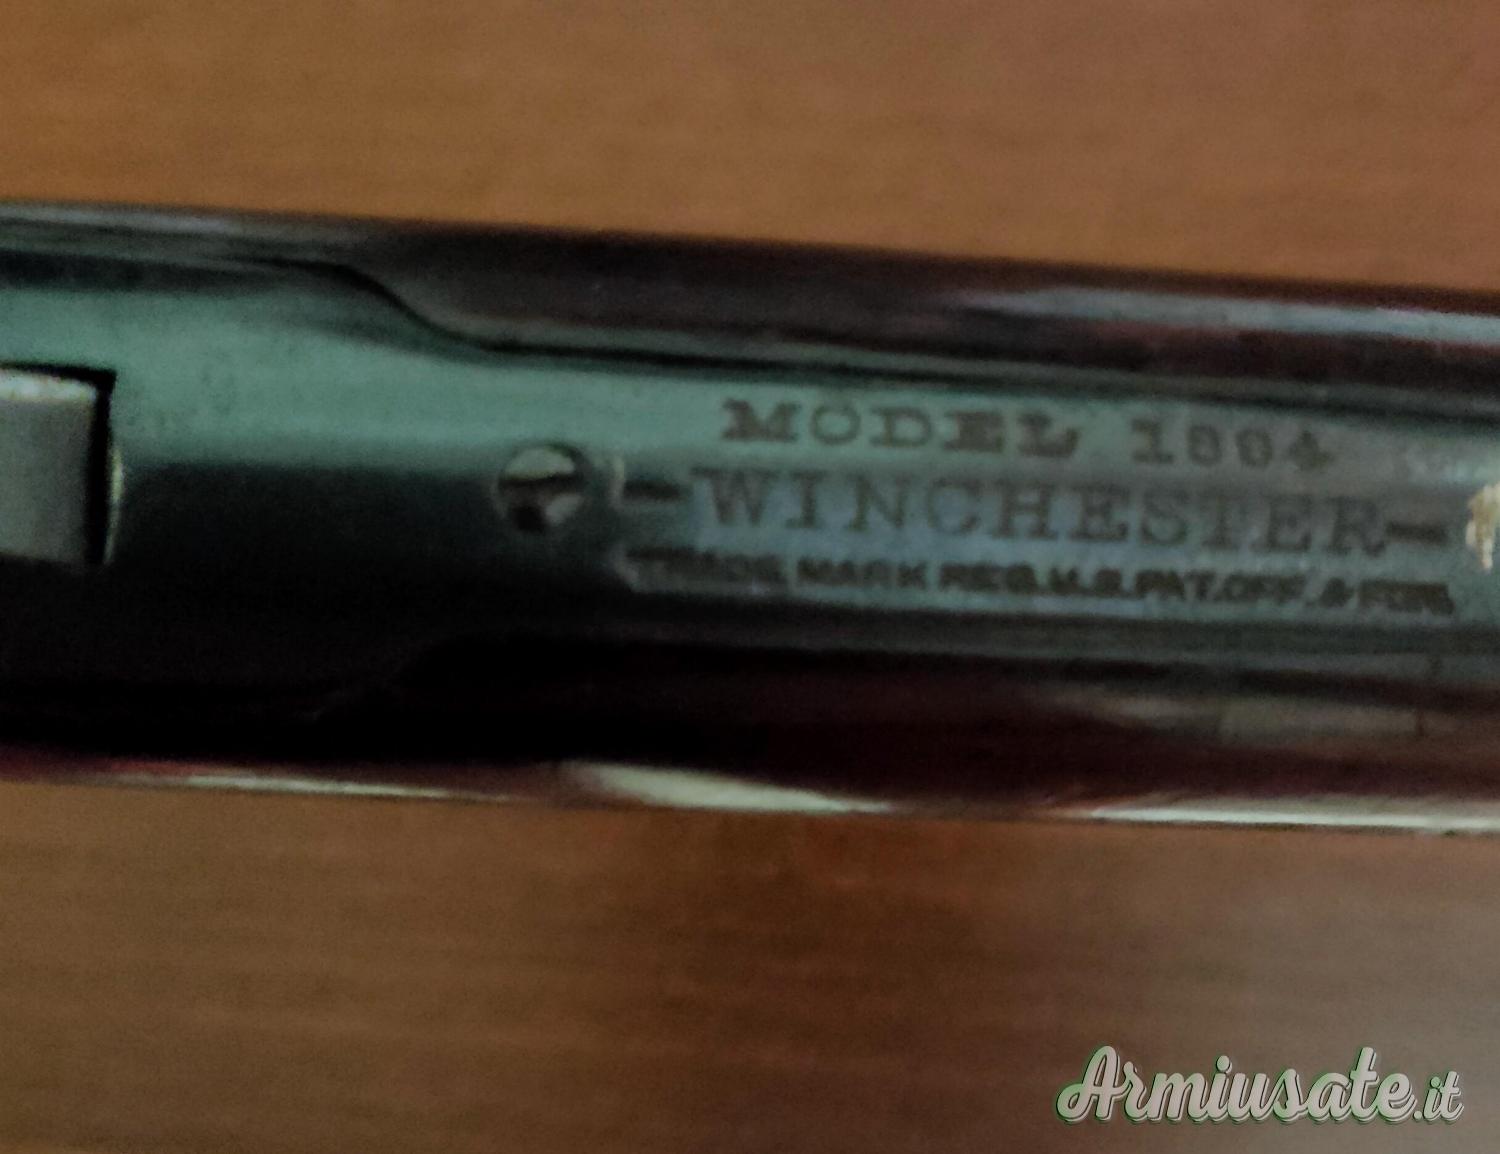 MODEL 1894
-WINCHESTER-
TRADE MARK REG.U.S.PAT.OFF.& FGN.
Armiusate.it